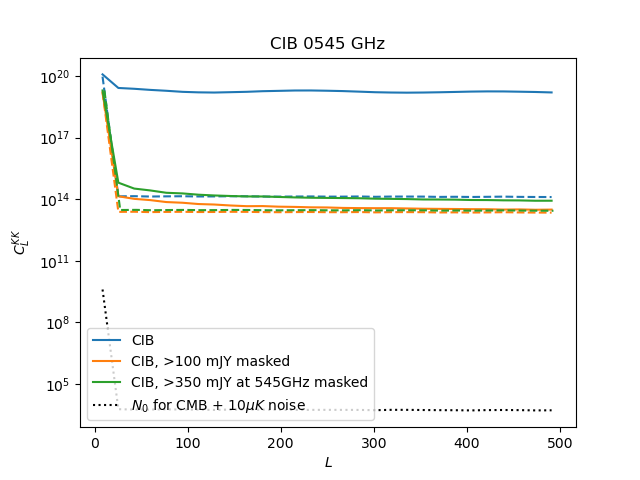 CIB 0545 GHz
10^20
10^17
10^14
10^11
10^8
10^5
C_L^{KK}
CIB
CIB, >100 mJY masked
CIB, >350 mJY at 545GHz masked
N_0 for CMB + 10μK noise
0 100 200 300 400 500
L